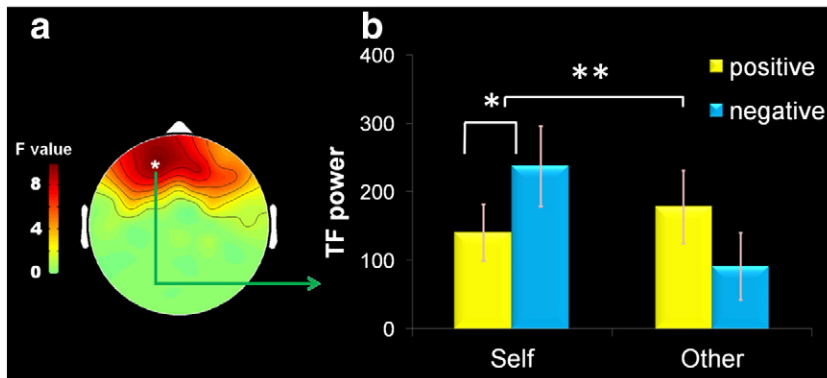 a
F value
8
4
0
*
b
400
300
200
100
0
TF power
* **
positive
negative
Self Other